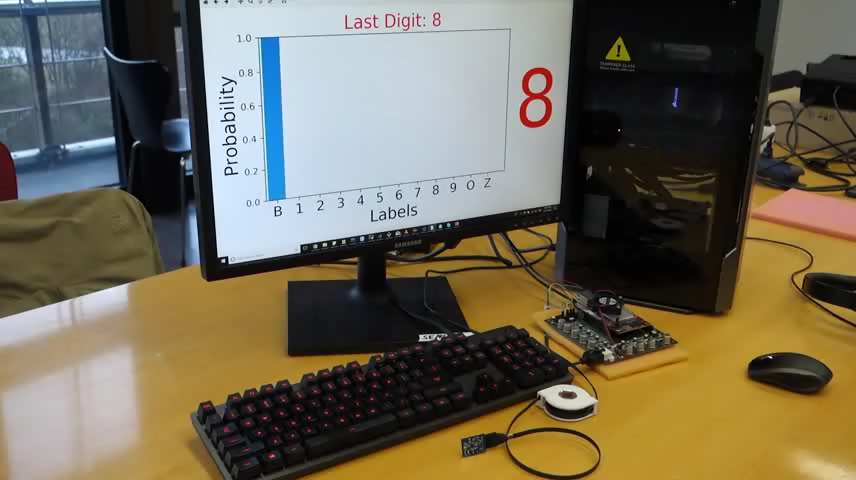 Last Digit: 8
1.0
0.8
0.6
0.4
0.2
0.0
Probability
B 1 2 3 4 5 6 7 8 9 O Z
Labels
8
SAMSUNG
TEMPERED GLASS